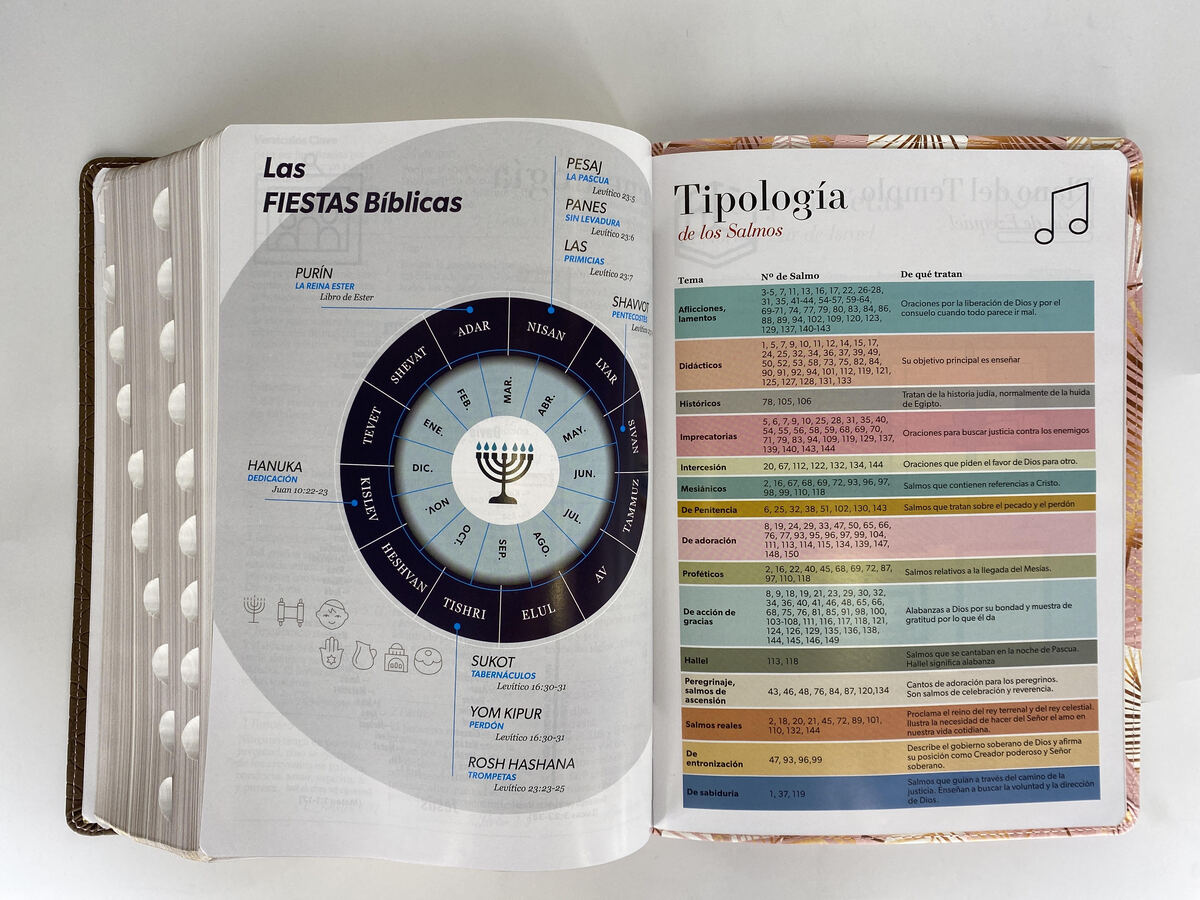 Las
FIESTAS Bíblicas
PESAJ
LA PASCUA
Levítico 23:5
PANES
SIN LEVADURA
Levítico 23:6
LAS
PRIMICIAS
Levítico 23:7
SHAVVOT
PENTECOSTÉS
PURÍN
LA REINA ESTER
Libro de Ester
HANUKA
DEDICACIÓN
Juan 10:22-23
ADAR
NISAN
LYAR
SIVAN
TAMMUZ
AV
ELUL
TISHRI
HESHVAN
KISLEV
TEVET
SHEVAT
MAR.
ABR.
MAY.
JUN.
JUL.
AGO.
SEP.
OCT.
NOV.
DIC.
ENE.
FEB.
SUKOT
TABERNÁCULOS
Levítico 16:30-31
YOM KIPUR
PERDÓN
Levítico 16:30-31
ROSH HASHANA
TROMPETAS
Levítico 23:23-25
Tipología
de los Salmos
Tema Nº de Salmo De qué tratan
Aflicciones,
lamentos
3-5, 7, 11, 13, 16, 17, 22, 26-28,
31, 35, 41-44, 54-57, 59-64,
69-71, 74, 77, 79, 80, 83, 84, 86,
88, 89, 94, 102, 109, 120, 123,
129, 137, 140-143
Oraciones por la liberación de Dios y por el
consuelo cuando todo parece ir mal.
Didácticos
1, 5, 7, 9, 10, 11, 12, 14, 15, 17,
24, 25, 32, 34, 36, 37, 39, 49,
50, 52, 53, 58, 73, 75, 82, 84,
90, 91, 92, 94, 101, 112, 119, 121,
125, 127, 128, 131, 133
Su objetivo principal es enseñar
Históricos
78, 105, 106
Tratan de la historia judía, normalmente de la huida
de Egipto.
Imprecatorias
5, 6, 7, 9, 10, 25, 28, 31, 35, 40,
54, 55, 56, 58, 59, 68, 69, 70,
71, 79, 83, 94, 109, 119, 129, 137,
139, 140, 143, 144
Oraciones para buscar justicia contra los enemigos
Intercesión
20, 67, 112, 122, 132, 134, 144
Oraciones que piden el favor de Dios para otro.
Mesiánicos
2, 16, 67, 68, 69, 72, 93, 96, 97,
98, 99, 110, 118
Salmos que contienen referencias a Cristo.
De Penitencia
6, 25, 32, 38, 51, 102, 130, 143
Salmos que tratan sobre el pecado y el perdón
De adoración
8, 19, 24, 29, 33, 47, 50, 65, 66,
76, 77, 93, 95, 96, 97, 99, 104,
111, 113, 114, 115, 134, 139, 147,
148, 150
Proféticos
2, 16, 22, 40, 45, 68, 69, 72, 87,
97, 110, 118
Salmos relativos a la llegada del Mesías.
De acción de
gracias
8, 9, 18, 19, 21, 23, 29, 30, 32,
34, 36, 40, 41, 46, 48, 65, 66,
68, 75, 76, 81, 85, 91, 98, 100,
103-108, 111, 116, 117, 118, 121,
124, 126, 129, 135, 136, 138,
144, 145, 146, 149
Alabanzas a Dios por su bondad y muestra de
gratitud por lo que él da
Hallel
113, 118
Salmos que se cantaban en la noche de Pascua.
Hallel significa alabanza
Peregrinaje,
salmos de
ascensión
43, 46, 48, 76, 84, 87, 120,134
Cantos de adoración para los peregrinos.
Son salmos de celebración y reverencia.
Salmos reales
2, 18, 20, 21, 45, 72, 89, 101,
110, 132, 144
Proclama el reino del rey terrenal y del rey celestial.
Ilustra la necesidad de hacer del Señor el amo en
nuestra vida cotidiana.
De
entronización
47, 93, 96,99
Describe el gobierno soberano de Dios y afirma
su posición como Creador poderoso y Señor
soberano.
De sabiduria
1, 37, 119
Salmos que guían a través del camino de la
justicia. Enseñan a buscar la voluntad y la dirección
de Dios.